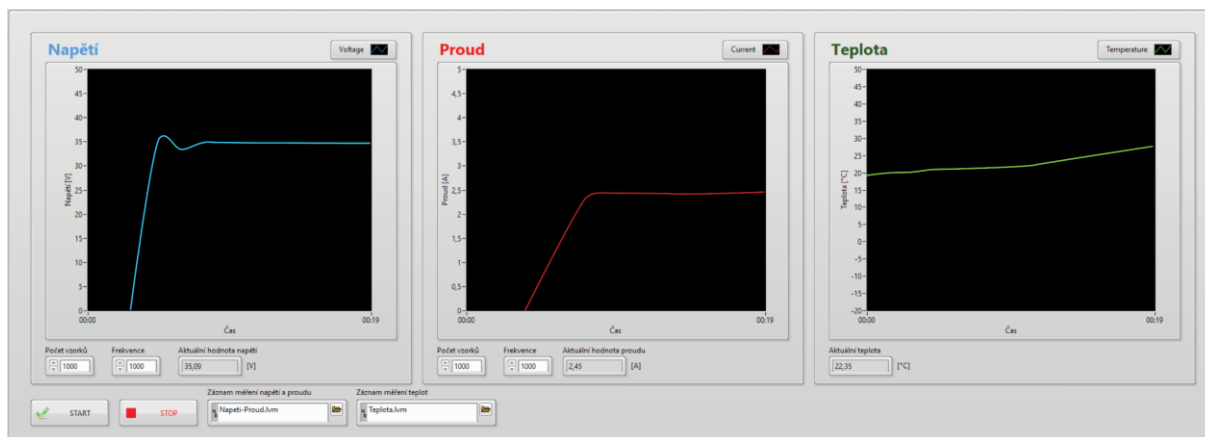 Napětí
Voltage
50
45
40
35
30
25
20
15
10
5
0
Napětí [V]
00:00
00:19
Čas
Počet vzorků
Frekvence
Aktuální hodnota napětí
1000
1000
35,09
[V]
Proud
Current
5
4,5
4
3,5
3
2,5
2
1,5
1
0,5
0
Proud [A]
00:00
00:19
Čas
Počet vzorků
Frekvence
Aktuální hodnota proudu
1000
1000
2,45
[A]
Teplota
Temperature
50
45
40
35
30
25
20
15
10
5
0
-5
-10
-15
-20
Teplota [°C]
00:00
00:19
Čas
Aktuální teplota
22,35
[°C]
START
STOP
Záznam měření napětí a proudu
Napeti-Proud.lvm
Záznam měření teplot
Teplota.lvm